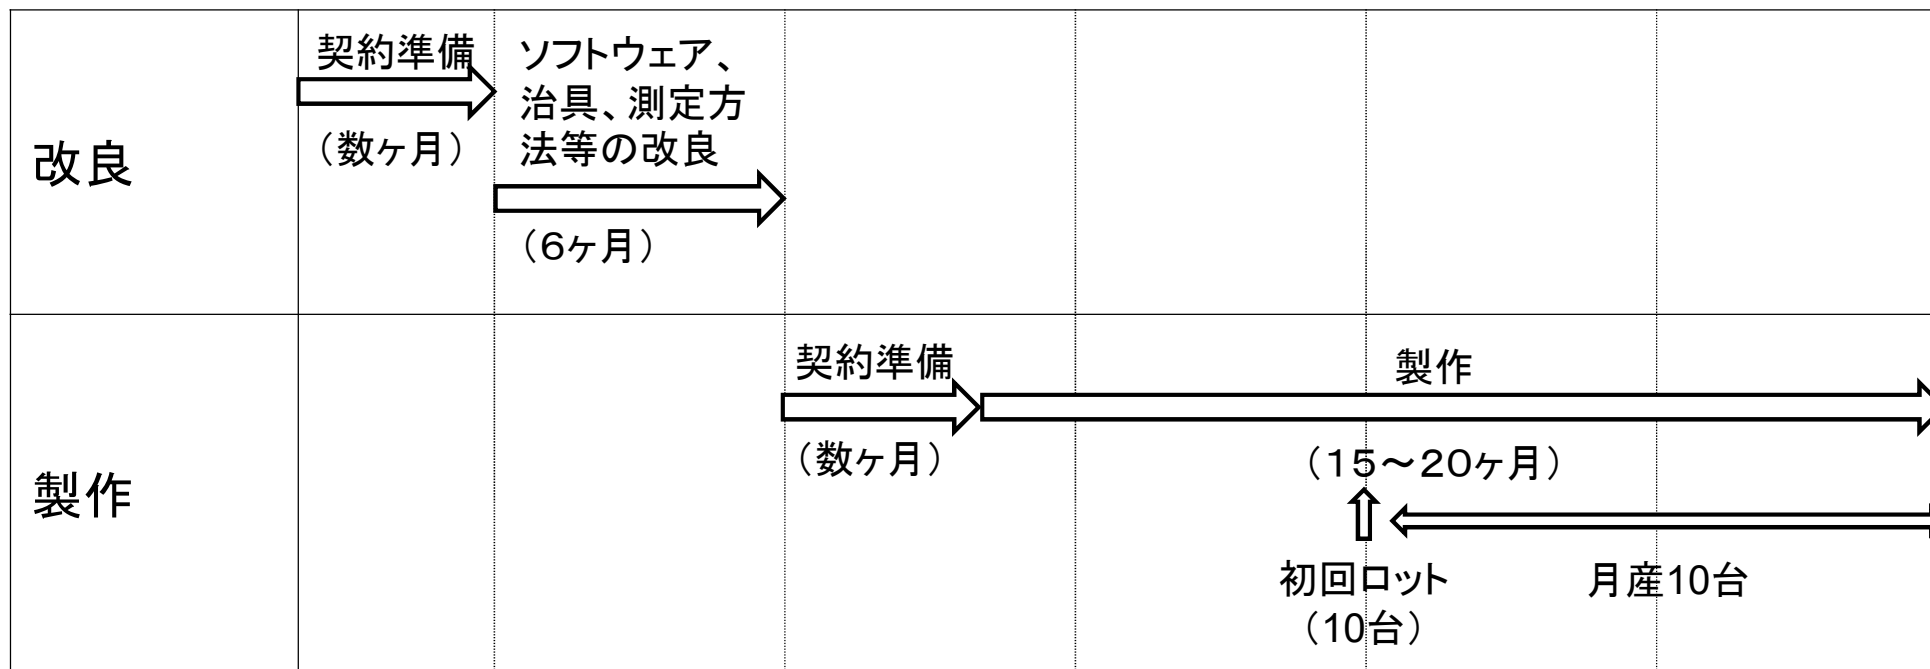 改良
契約準備
（数ヶ月）
ソフトウェア、
治具、測定方
法等の改良
（６ヶ月）
製作
契約準備
（数ヶ月）
製作
（１５～２０ヶ月）
初回ロット
（10台）
月産10台